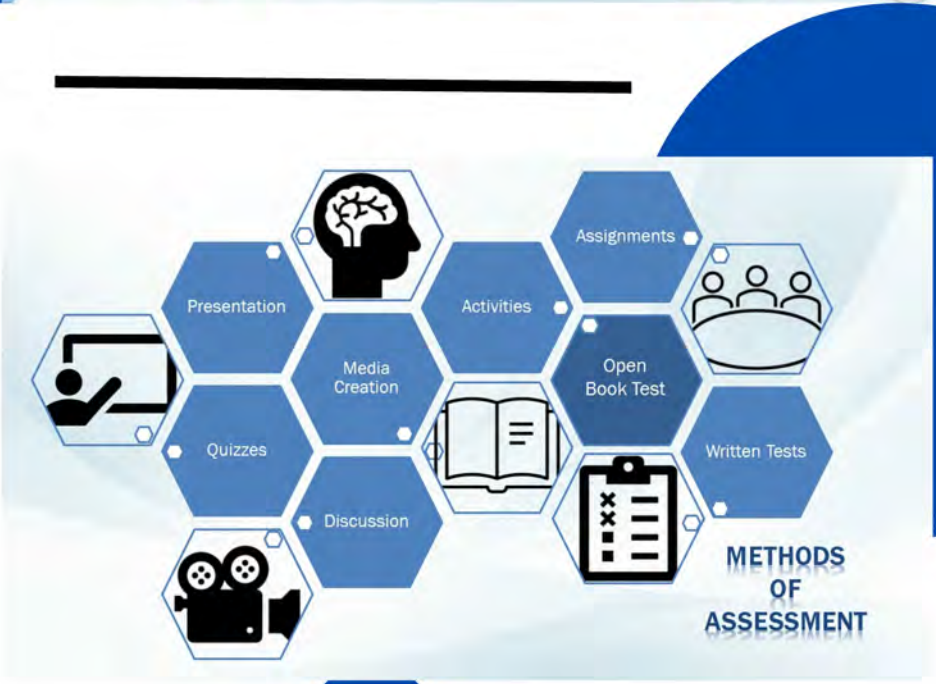 Assignments
Presentation
Activities
Media
Creation
Open
Book Test
Quizzes
Written Tests
Discussion
METHODS
OF
ASSESSMENT